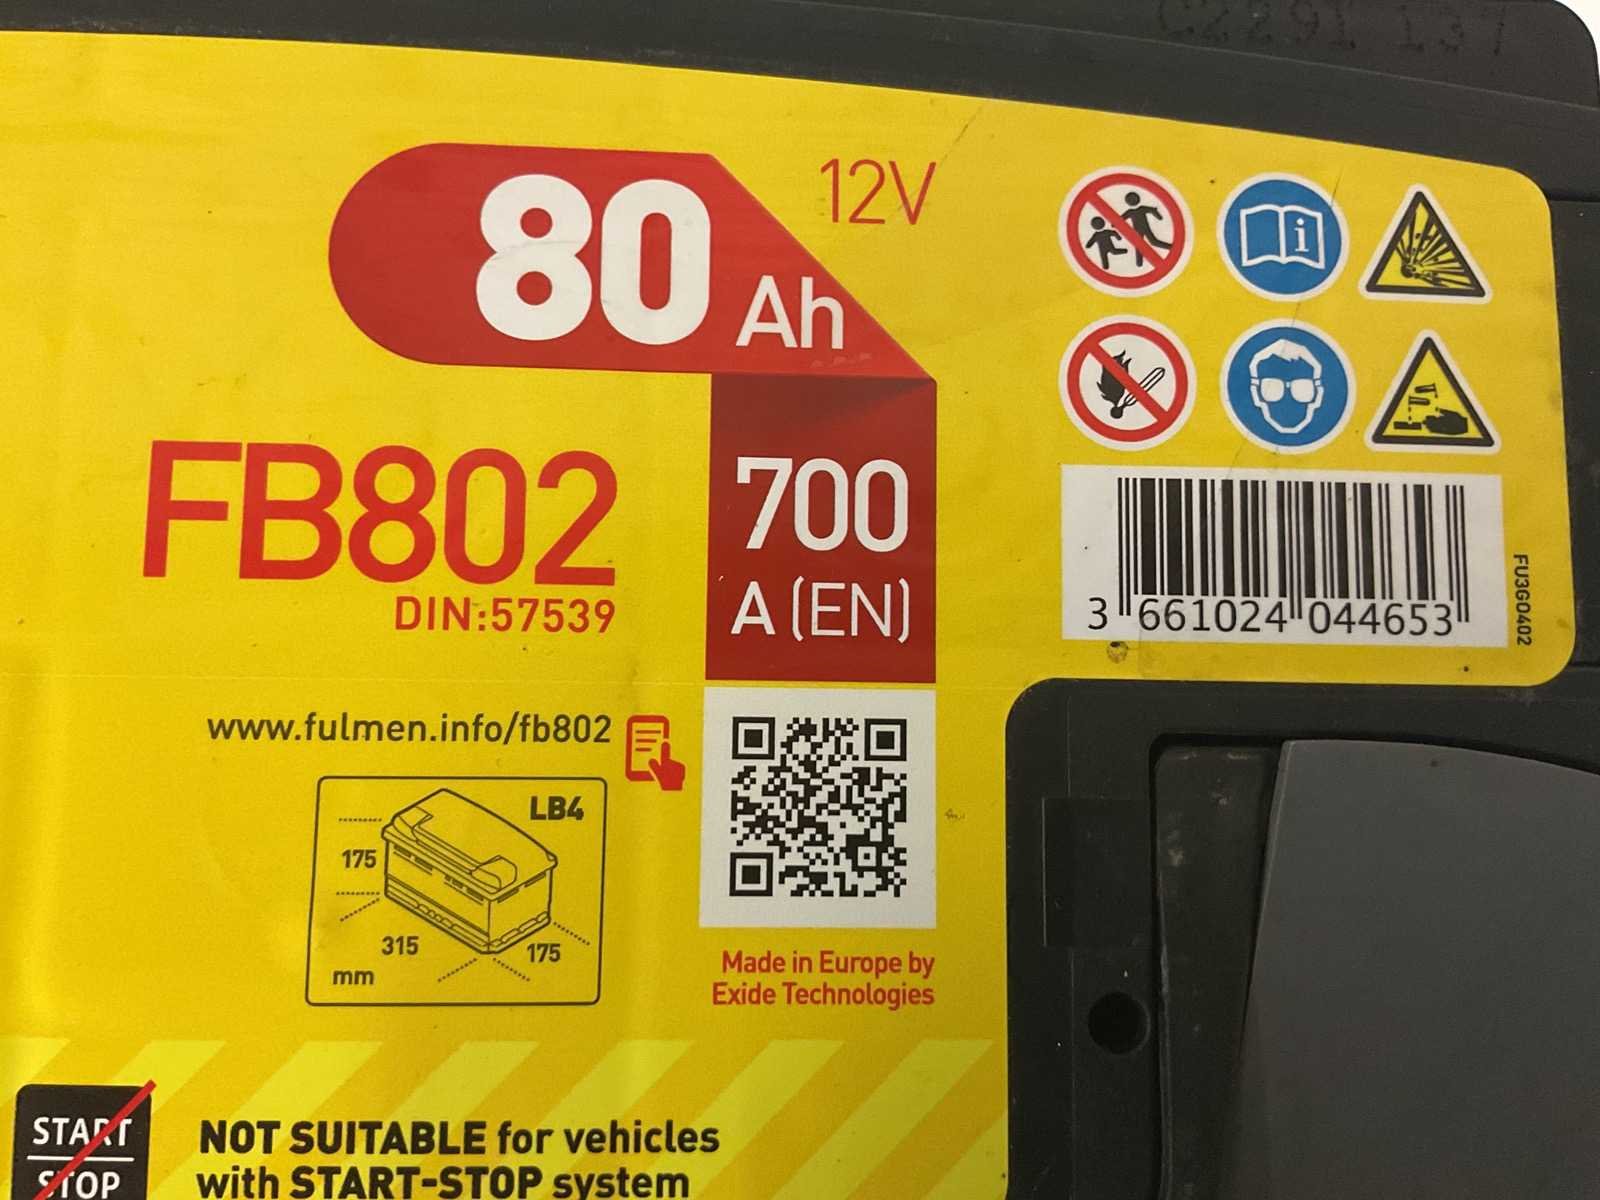 80 Ah
12V
FB802
DIN:57539
700
A (EN)
3 661024 044653
FU3G0402
www.fulmen.info/fb802
LB4
175
315
175
mm
Made in Europe by
Exide Technologies
START
STOP
NOT SUITABLE for vehicles
with START-STOP system